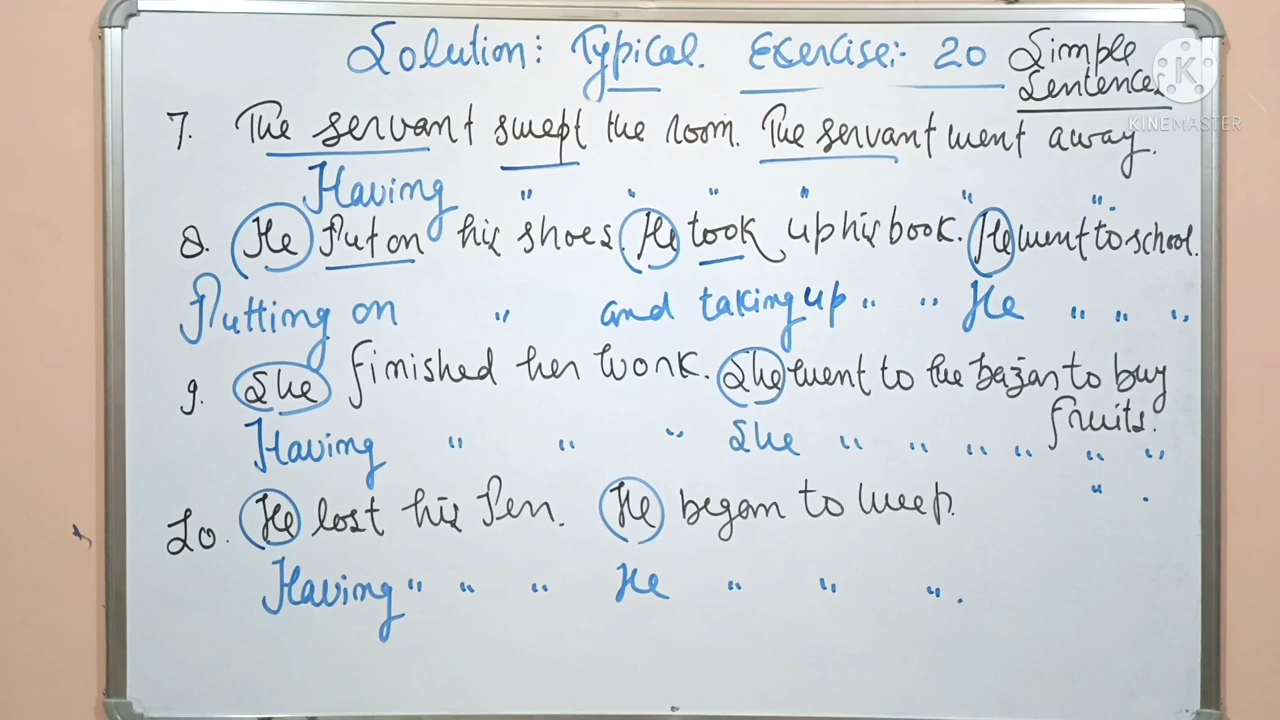 Solution: Typical. Exercise:- 20 Simple Sentences
KINEMASTER
7. The servant swept the room. The servant went away.
Having " " " " " ".
8. He Put on his shoes. He took up his book. He went to school.
Putting on " and taking up " " He " " "
9. She finished her work. She went to the bazar to buy fruits.
Having " " " She " " " " " " " .
10. He lost his Pen. He began to weep.
Having " " " He " " ".